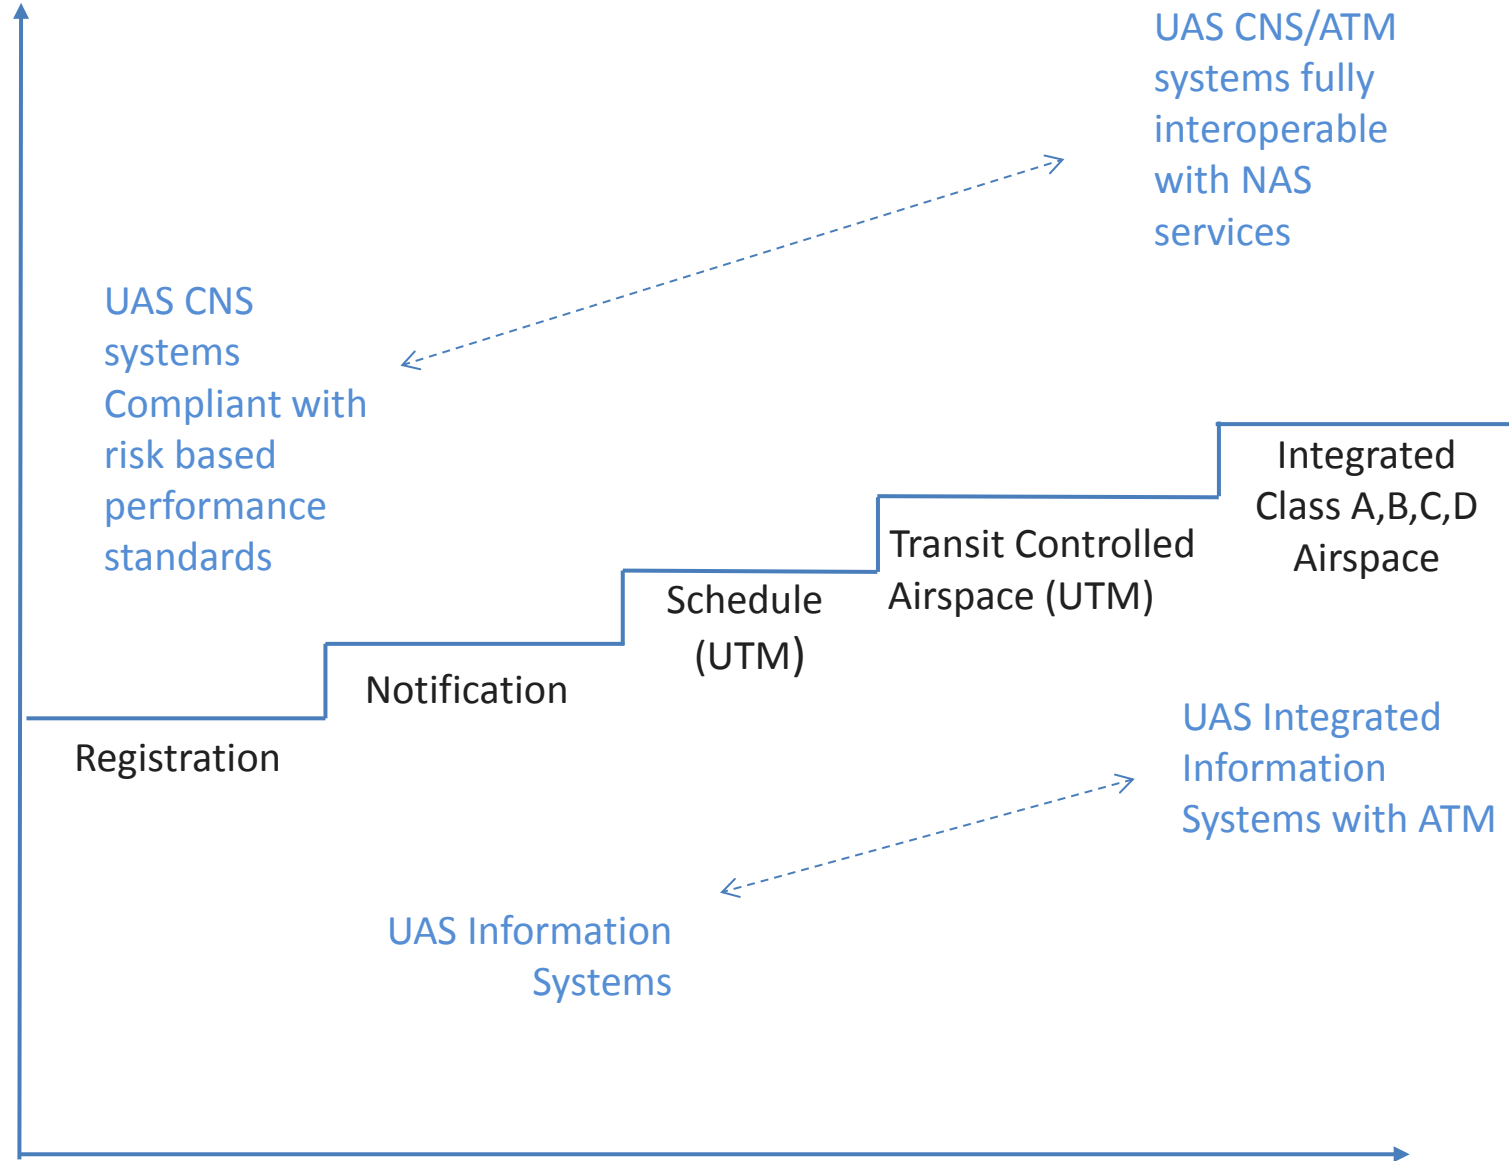 UAS CNS/ATM
systems fully
interoperable
with NAS
services
UAS CNS
systems
Compliant with
risk based
performance
standards
Integrated
Class A,B,C,D
Airspace
Transit Controlled
Airspace (UTM)
Schedule
(UTM)
Notification
Registration
UAS Integrated
Information
Systems with ATM
UAS Information
Systems